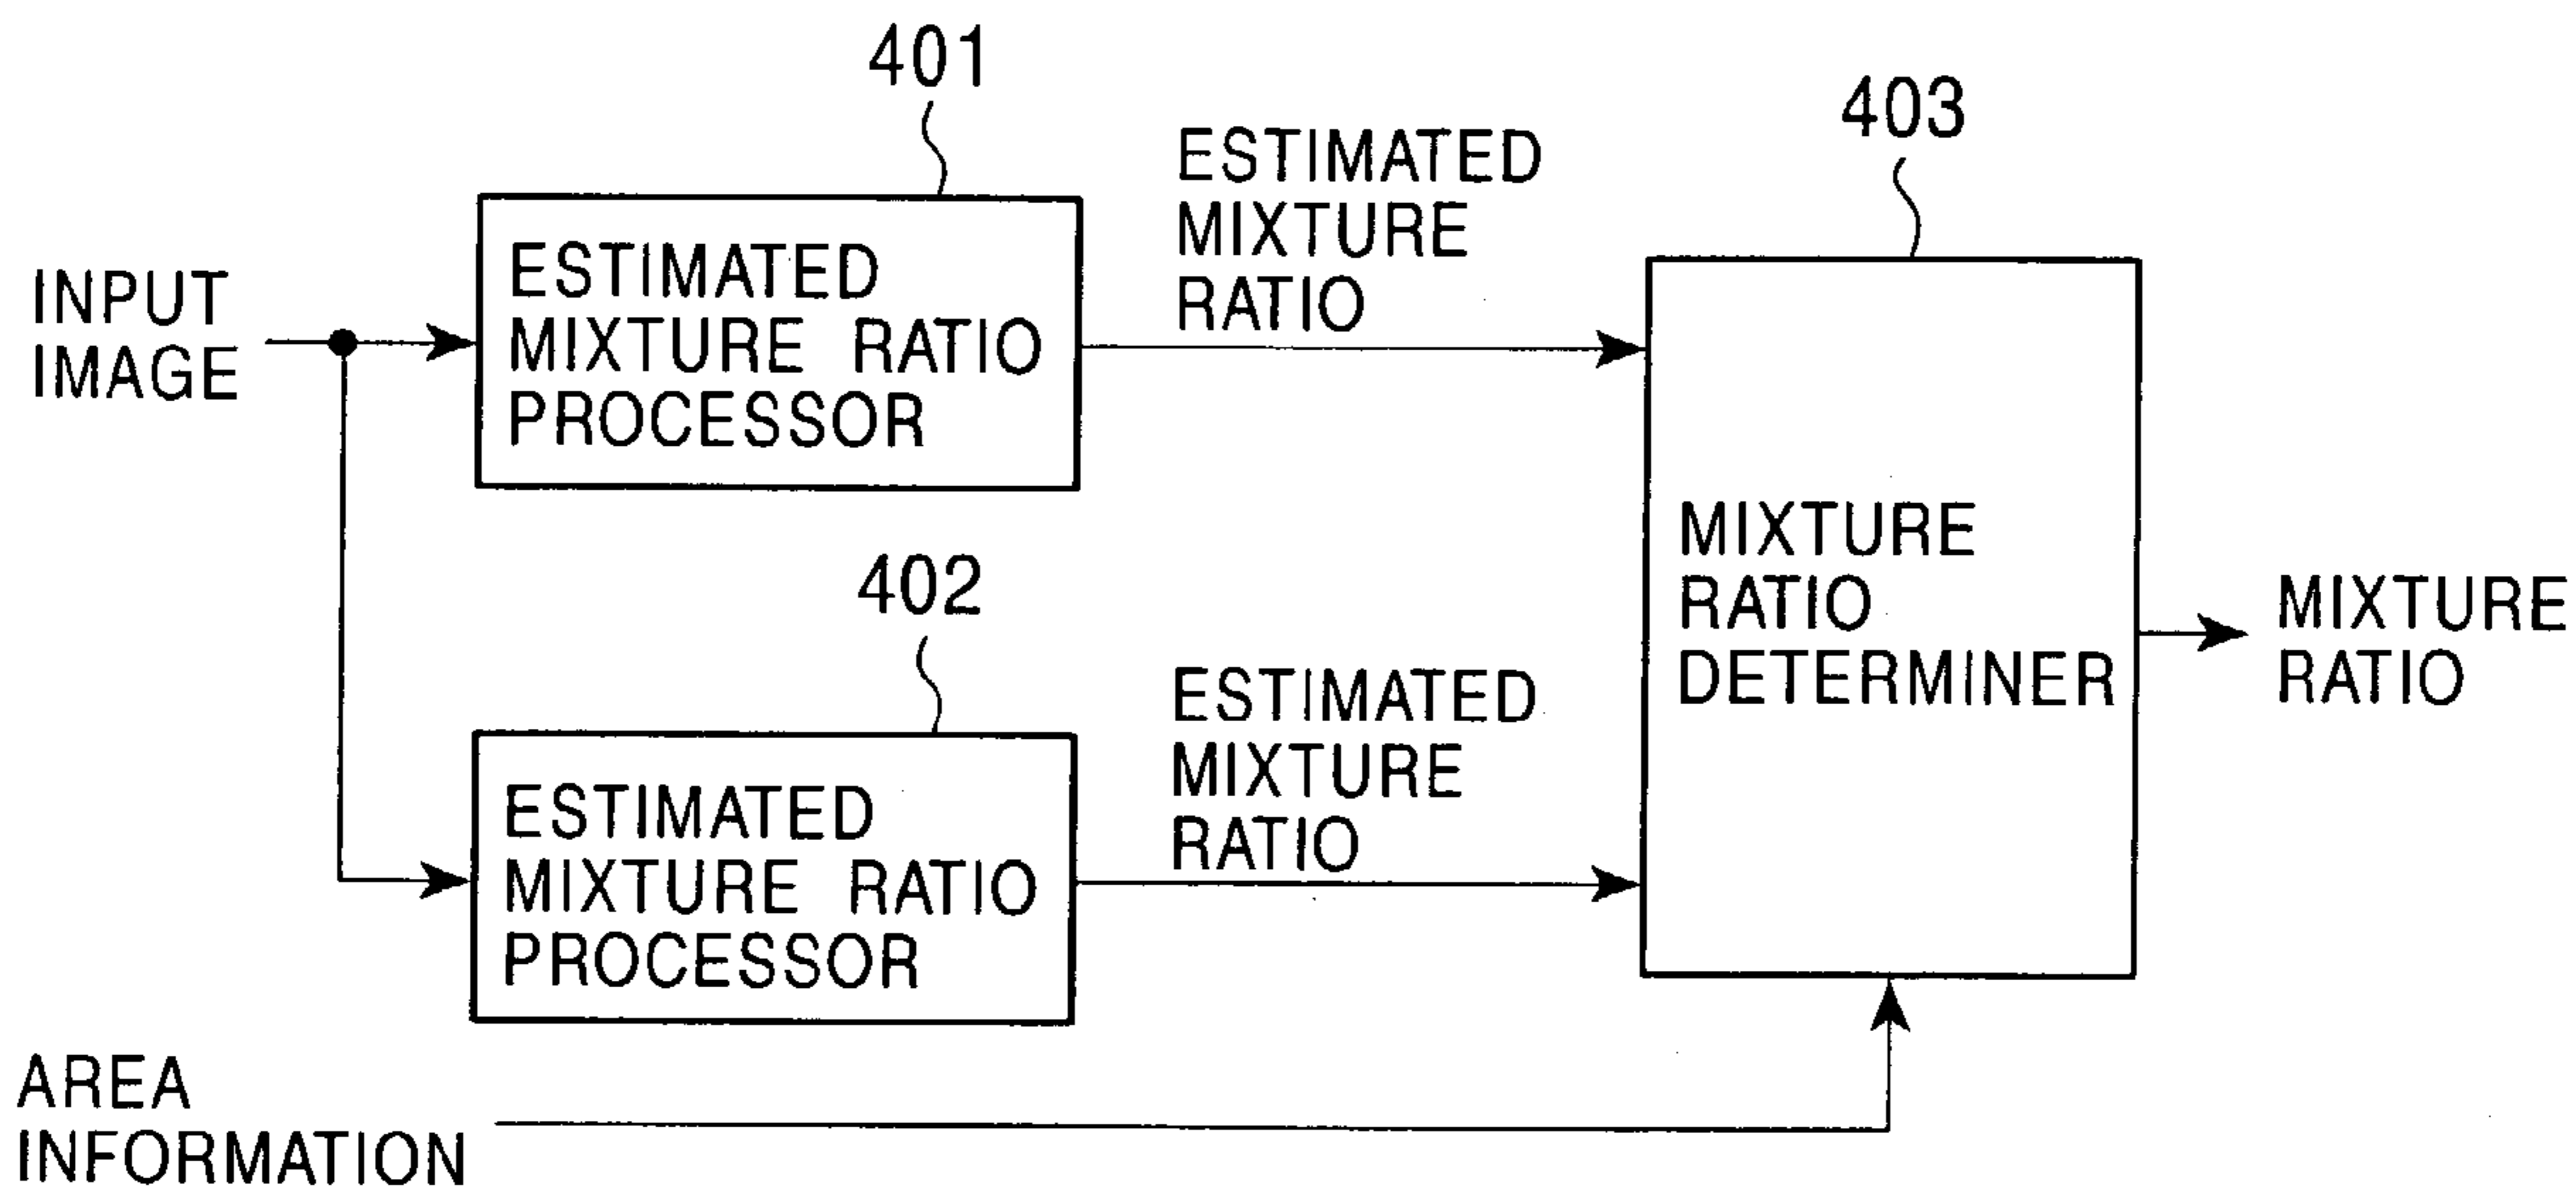 401
ESTIMATED
MIXTURE
RATIO
403
INPUT
IMAGE
ESTIMATED
MIXTURE RATIO
PROCESSOR
402
ESTIMATED
MIXTURE
RATIO
MIXTURE
RATIO
DETERMINER
MIXTURE
RATIO
ESTIMATED
MIXTURE RATIO
PROCESSOR
AREA
INFORMATION